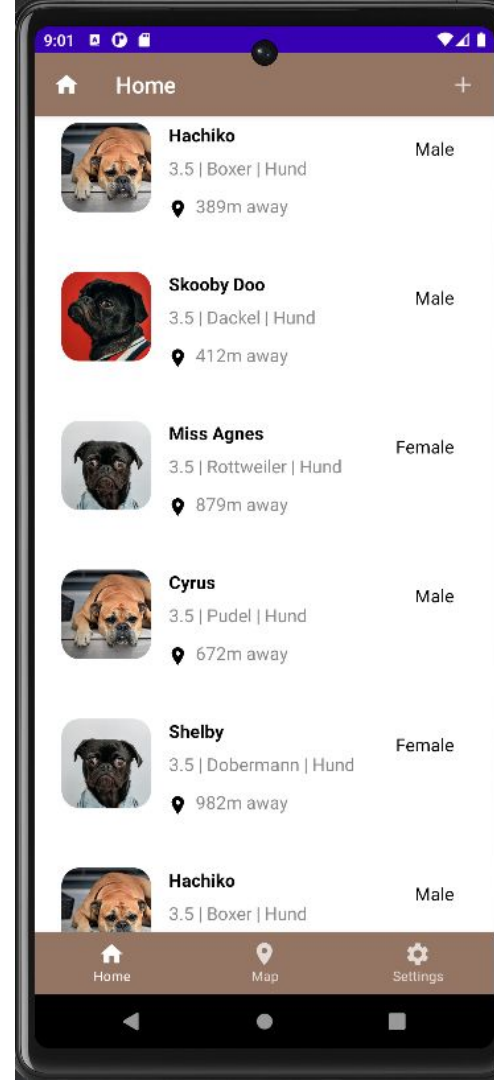 9:01
Home
Hachiko
Male
3.5 | Boxer | Hund
389m away
Skooby Doo
Male
3.5 | Dackel | Hund
412m away
Miss Agnes
Female
3.5 | Rottweiler | Hund
879m away
Cyrus
Male
3.5 | Pudel | Hund
672m away
Shelby
Female
3.5 | Dobermann | Hund
982m away
Hachiko
Male
3.5 | Boxer | Hund
Home
Map
Settings